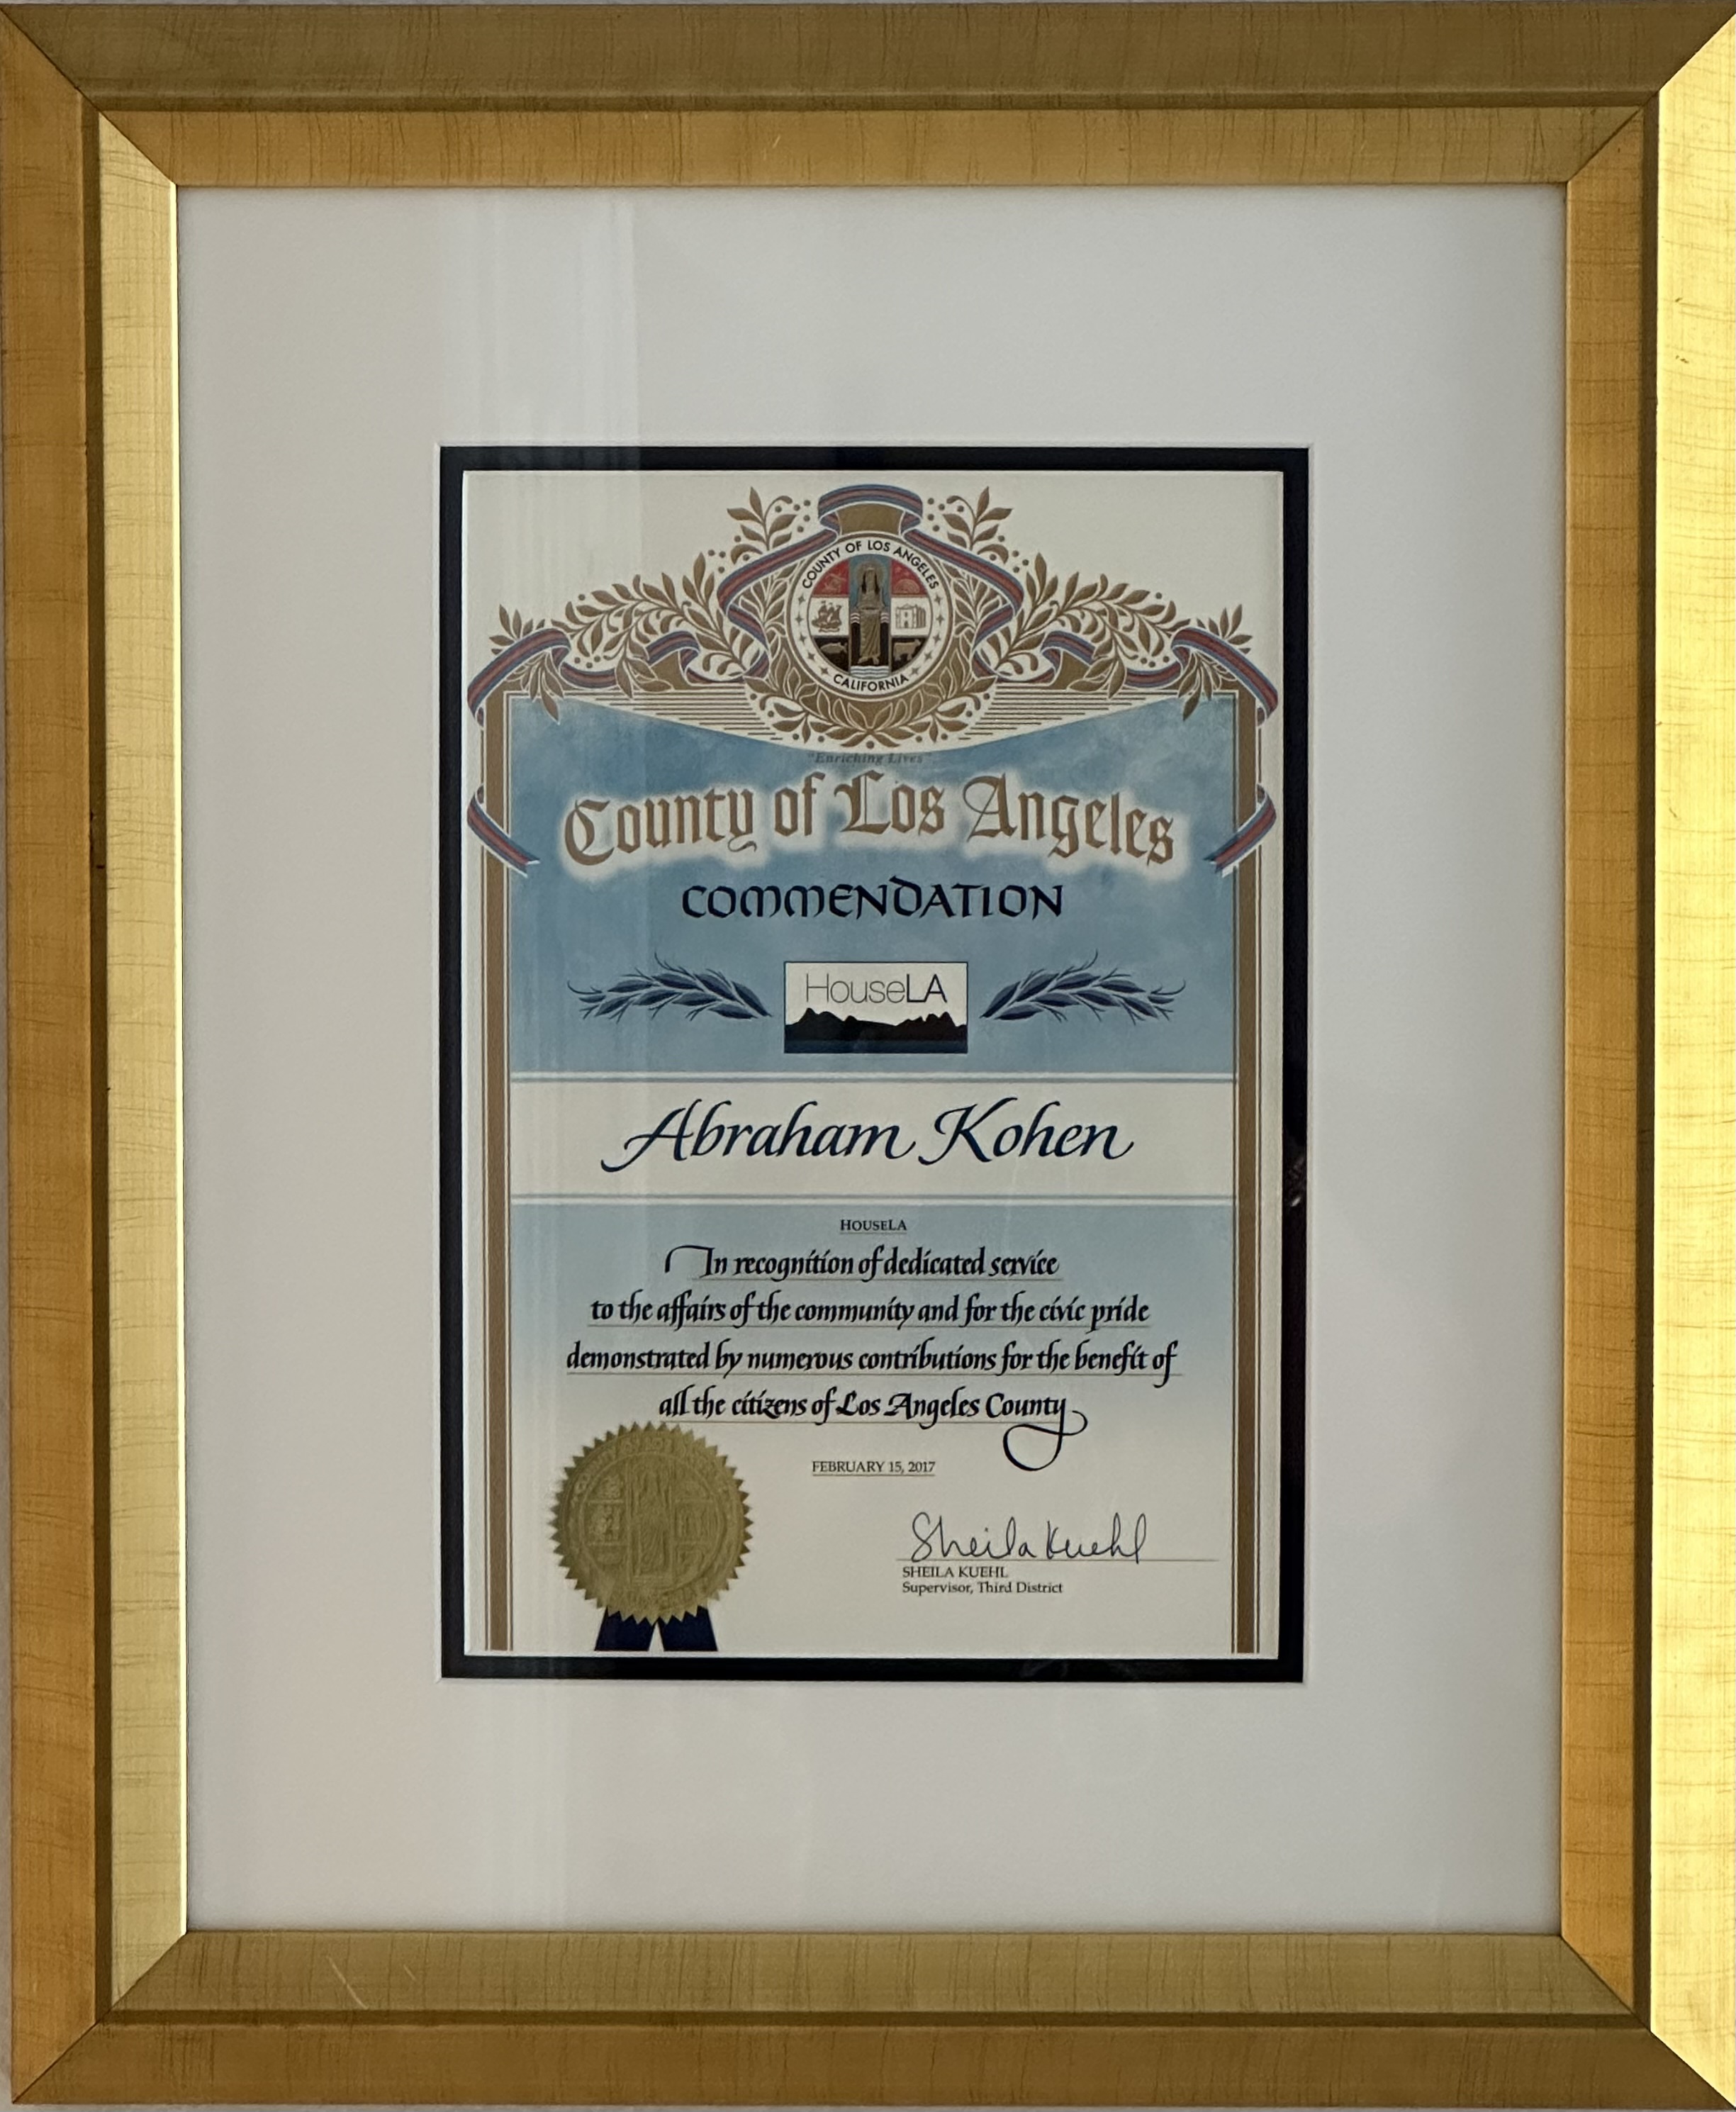 COUNTY OF LOS ANGELES
CALIFORNIA
"Enriching Lives"
County of Los Angeles
COMMENDATION
HouseLA
Abraham Kohen
HOUSELA
In recognition of dedicated service
to the affairs of the community and for the civic pride
demonstrated by numerous contributions for the benefit of
all the citizens of Los Angeles County
FEBRUARY 15, 2017
Sheila Kuehl
SHEILA KUEHL
Supervisor, Third District